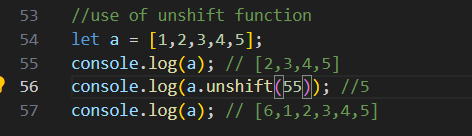 53 //use of unshift function
54 let a = [1,2,3,4,5];
55 console.log(a); // [2,3,4,5]
56 console.log(a.unshift(55)); //5
57 console.log(a); // [6,1,2,3,4,5]